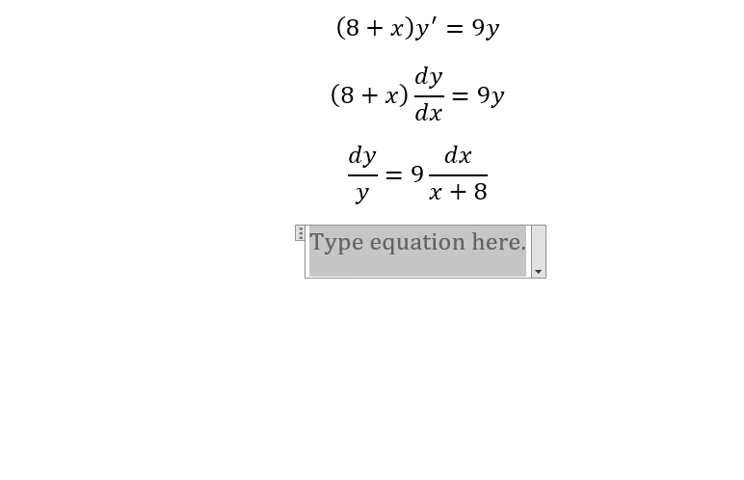 (8 + x)y′ = 9y
(8 + x) dy/dx = 9y
dy/y = 9 dx/(x + 8)
Type equation here.